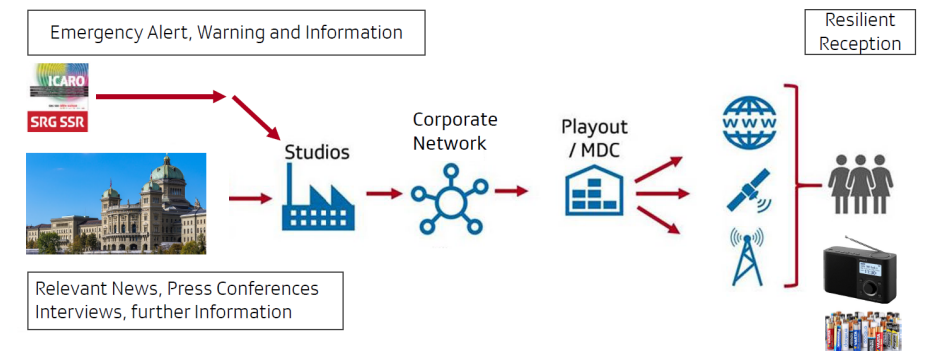 Emergency Alert, Warning and Information
Resilient
Reception
ICARO
SRG SSR
Studios
Corporate
Network
Playout
/ MDC
WWW
Relevant News, Press Conferences
Interviews, further Information